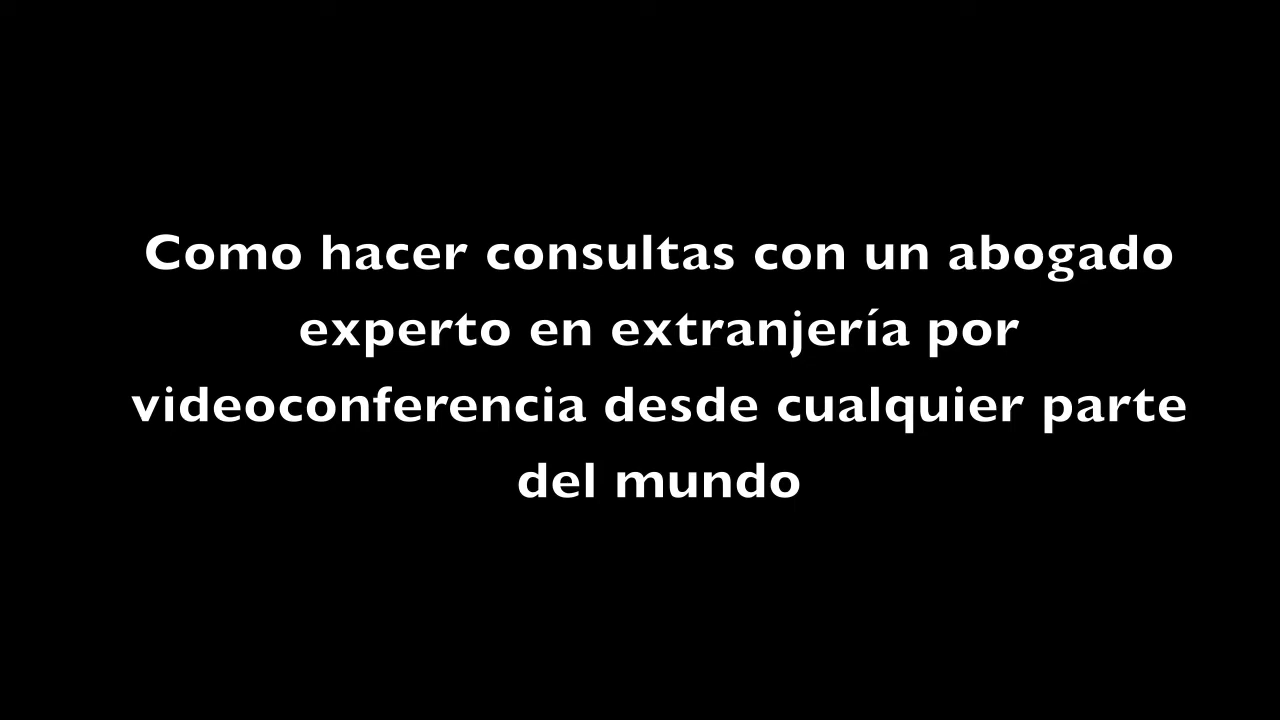 Como hacer consultas con un abogado
experto en extranjería por
videoconferencia desde cualquier parte
del mundo